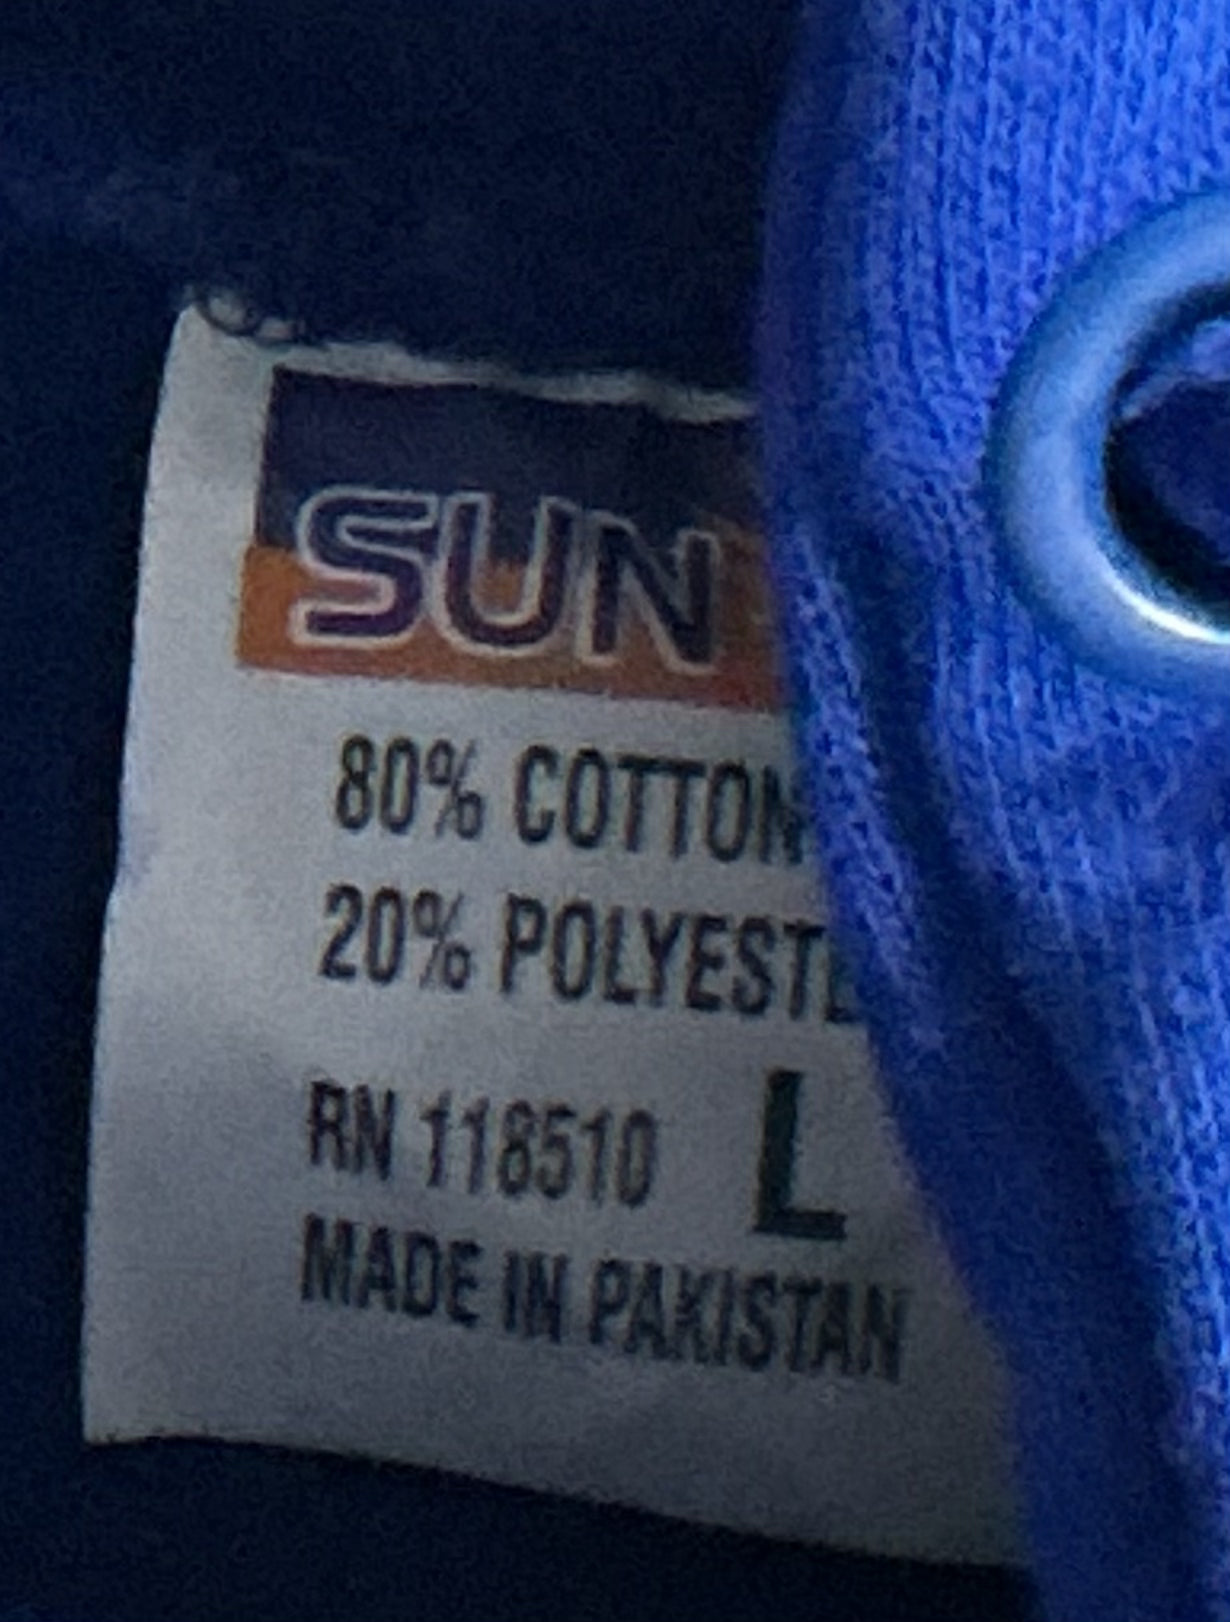 SUN
80% COTTON
20% POLYESTE
RN 118510 L
MADE IN PAKISTAN